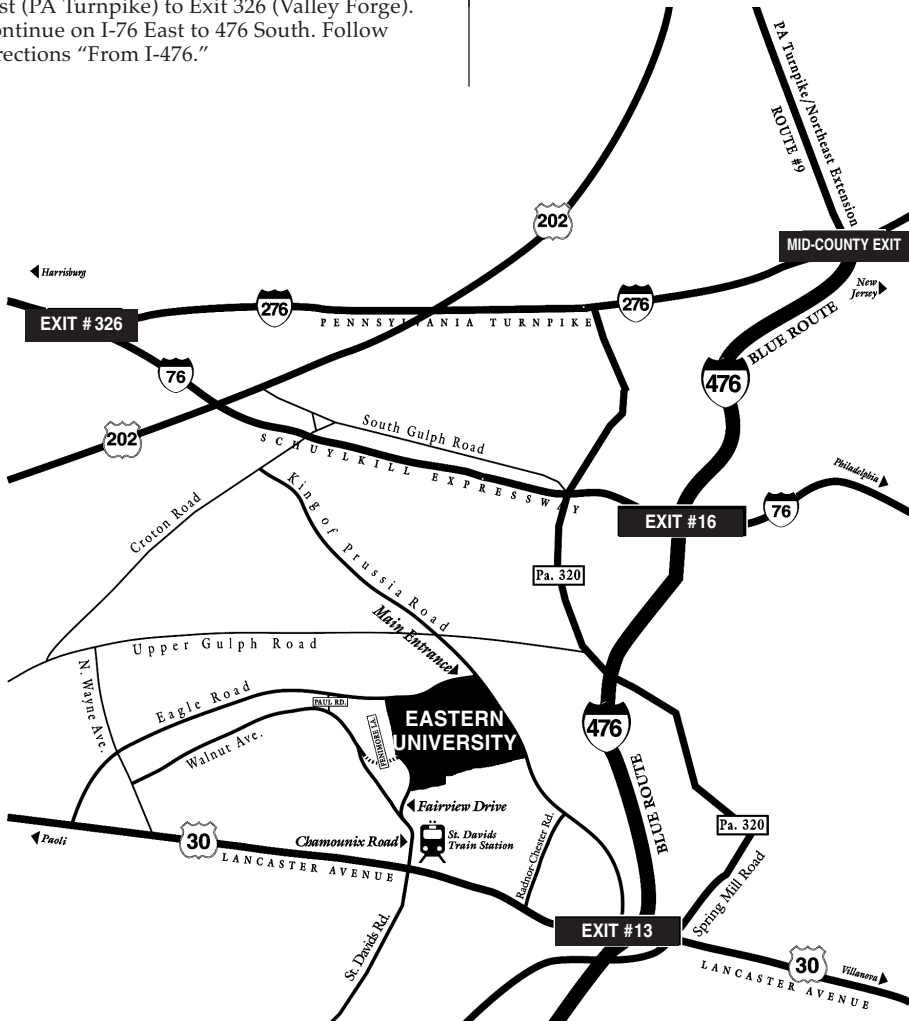 st (PA Turnpike) to Exit 326 (Valley Forge).
ontinue on I-76 East to 476 South. Follow
rections “From I-476.”
PA Turnpike/Northeast Extension
ROUTE #9
202
MID-COUNTY EXIT
Harrisburg
New
Jersey
276
276
EXIT #326
PENNSYLVANIA TURNPIKE
BLUE ROUTE
76
476
202
South Gulph Road
SCHUYLKILL EXPRESSWAY
Philadelphia
King of Prussia Road
Croton Road
EXIT #16
76
Pa. 320
Main Entrance
Upper Gulph Road
N. Wayne Ave.
Eagle Road
PAUL RD.
EASTERN
UNIVERSITY
FENIMORE LA.
476
Walnut Ave.
BLUE ROUTE
Fairview Drive
Pa. 320
Paoli
30
Chamounix Road
St. Davids
Train Station
Radnor-Chester Rd.
LANCASTER AVENUE
Spring Mill Road
St. Davids Rd.
EXIT #13
30
Villanova
LANCASTER AVENUE